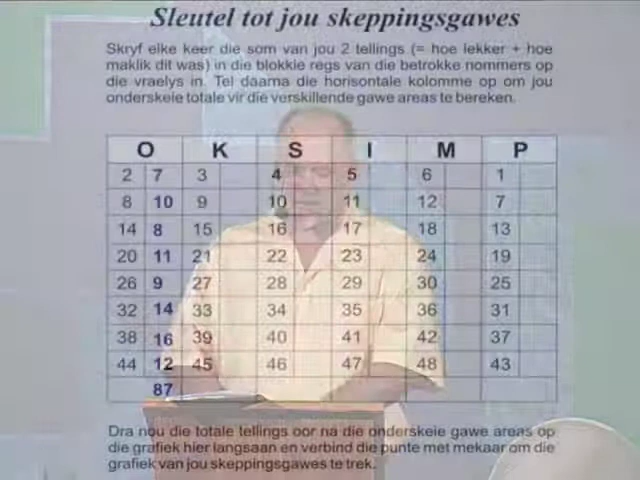 Sleutel tot jou skeppingsgawes
Skryf elke keer die som van jou 2 tellings (= hoe lekker + hoe
maklik dit was) in die blokkie regs van die betrokke nommers op
die vraelys in. Tel daarna die horisontale kolomme op om jou
onderskeie totale vir die verskillende gawe areas te bereken.
O K S I M P
2 7 3 4 5 6 1
8 10 9 10 11 12 7
14 8 15 16 17 18 13
20 11 21 22 23 24 19
26 9 27 28 29 30 25
32 14 33 34 35 36 31
38 16 39 40 41 42 37
44 12 45 46 47 48 43
87
Dra nou die totale tellings oor na die onderskeie gawe areas op
die grafiek hier langsaan en verbind die punte met mekaar om die
grafiek van jou skeppingsgawes te trek.